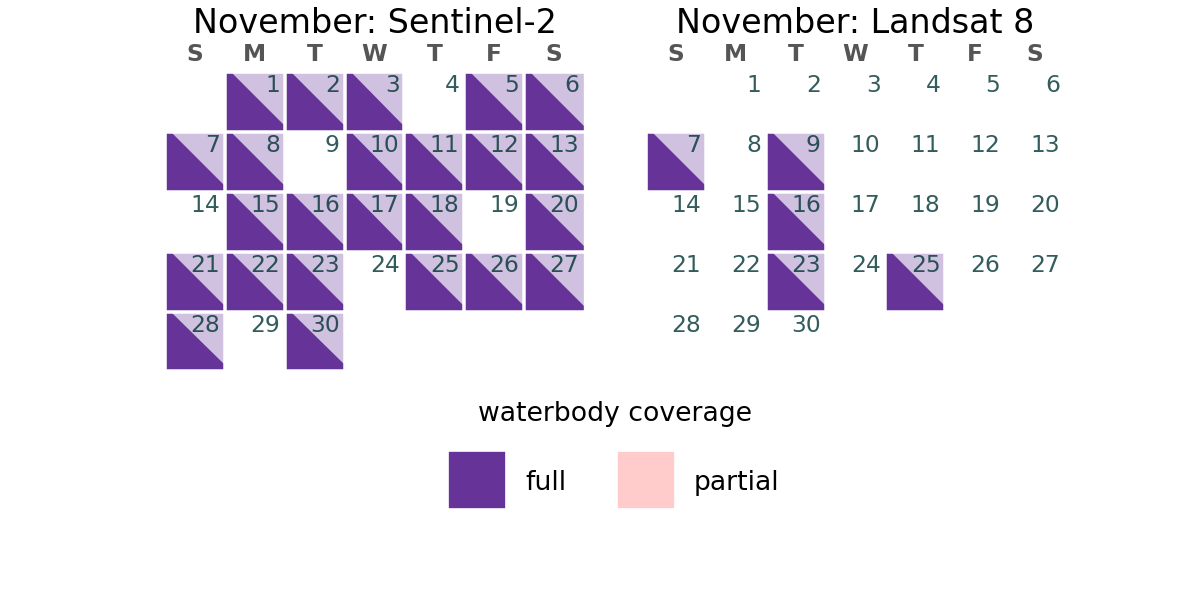 November: Sentinel-2
S M T W T F S
1 2 3 4 5 6
7 8 9 10 11 12 13
14 15 16 17 18 19 20
21 22 23 24 25 26 27
28 29 30
November: Landsat 8
S M T W T F S
1 2 3 4 5 6
7 8 9 10 11 12 13
14 15 16 17 18 19 20
21 22 23 24 25 26 27
28 29 30
waterbody coverage
full partial